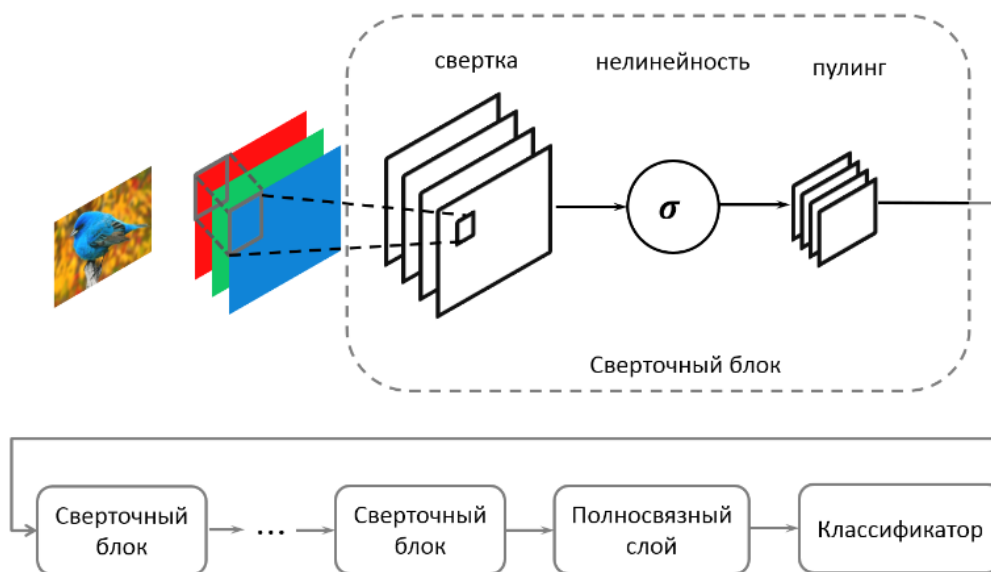 свертка
нелинейность
пулинг
σ
Сверточный блок
Сверточный
блок
...
Сверточный
блок
Полносвязный
слой
Классификатор